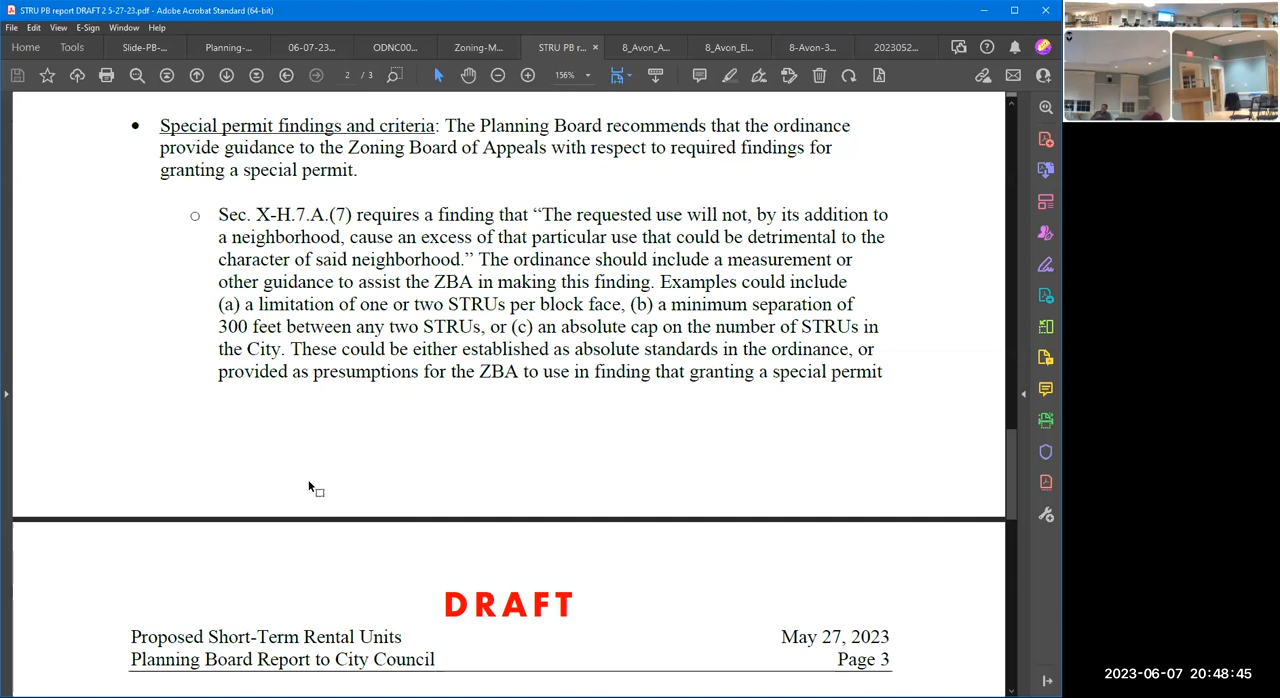 STRU PB report DRAFT 2 5-27-23.pdf - Adobe Acrobat Standard (64-bit)
File Edit View E-Sign Window Help
Home Tools Slide-PB-... Planning-... 06-07-23... ODNC00... Zoning-M... STRU PB r... × 8_Avon_A... 8_Avon_El... 8-Avon-3... 2023052...
2 / 3 156%
• Special permit findings and criteria: The Planning Board recommends that the ordinance
provide guidance to the Zoning Board of Appeals with respect to required findings for
granting a special permit.
○ Sec. X-H.7.A.(7) requires a finding that “The requested use will not, by its addition to
a neighborhood, cause an excess of that particular use that could be detrimental to the
character of said neighborhood.” The ordinance should include a measurement or
other guidance to assist the ZBA in making this finding. Examples could include
(a) a limitation of one or two STRUs per block face, (b) a minimum separation of
300 feet between any two STRUs, or (c) an absolute cap on the number of STRUs in
the City. These could be either established as absolute standards in the ordinance, or
provided as presumptions for the ZBA to use in finding that granting a special permit
DRAFT
Proposed Short-Term Rental Units May 27, 2023
Planning Board Report to City Council Page 3
2023-06-07 20:48:45